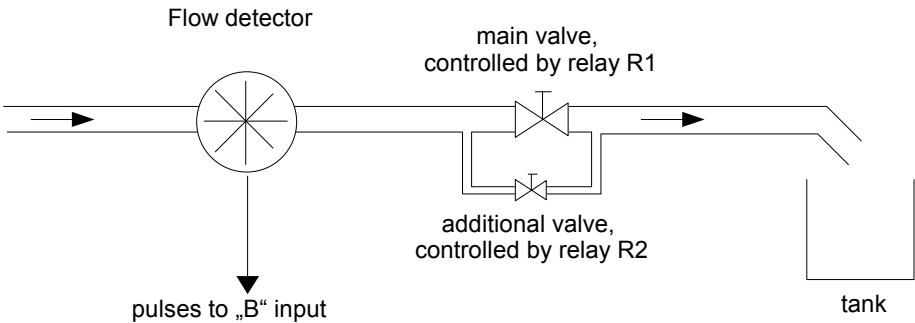 Flow detector
main valve,
controlled by relay R1
additional valve,
controlled by relay R2
pulses to „B“ input
tank